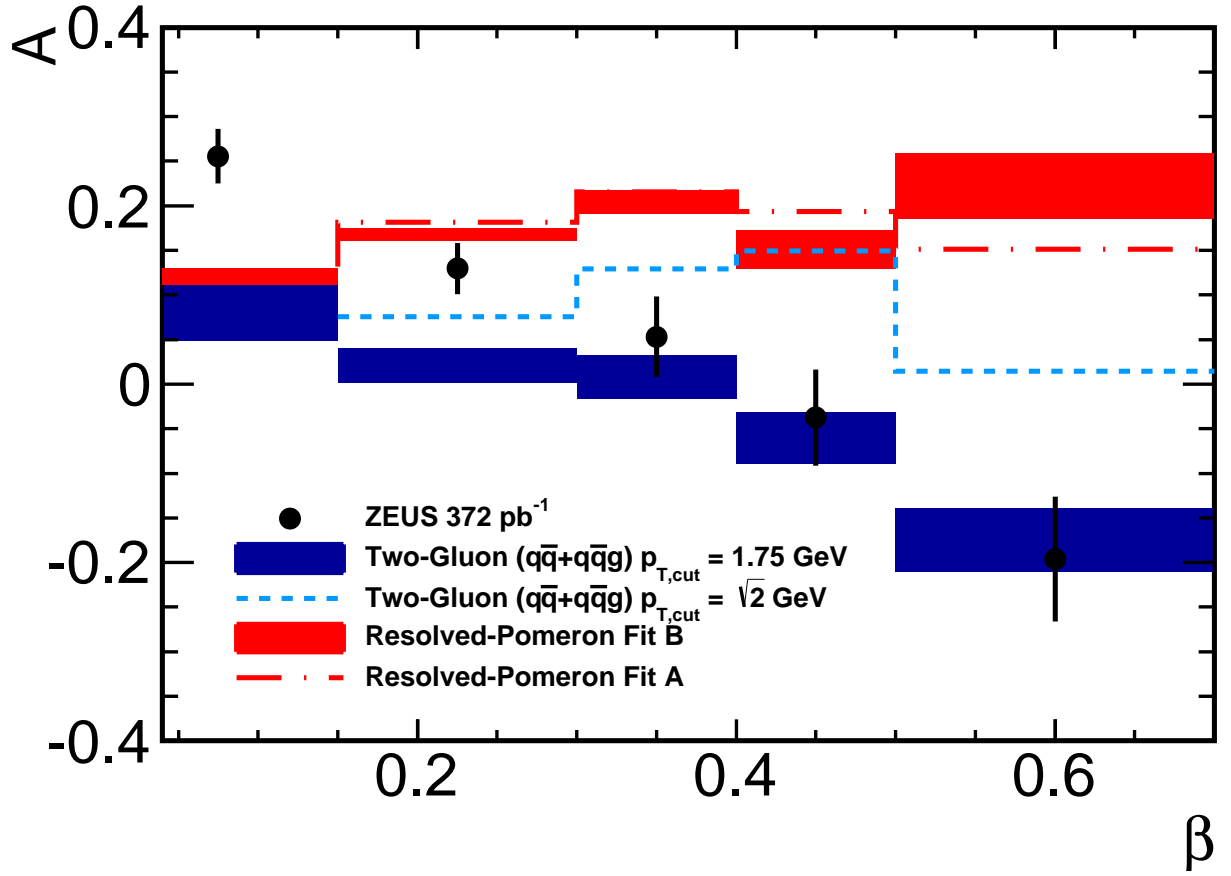 A
0.4
0.2
0
-0.2
-0.4
ZEUS 372 pb⁻¹
Two-Gluon (qq̅+qq̅g) p_T,cut = 1.75 GeV
Two-Gluon (qq̅+qq̅g) p_T,cut = √2 GeV
Resolved-Pomeron Fit B
Resolved-Pomeron Fit A
0.2 0.4 0.6
β